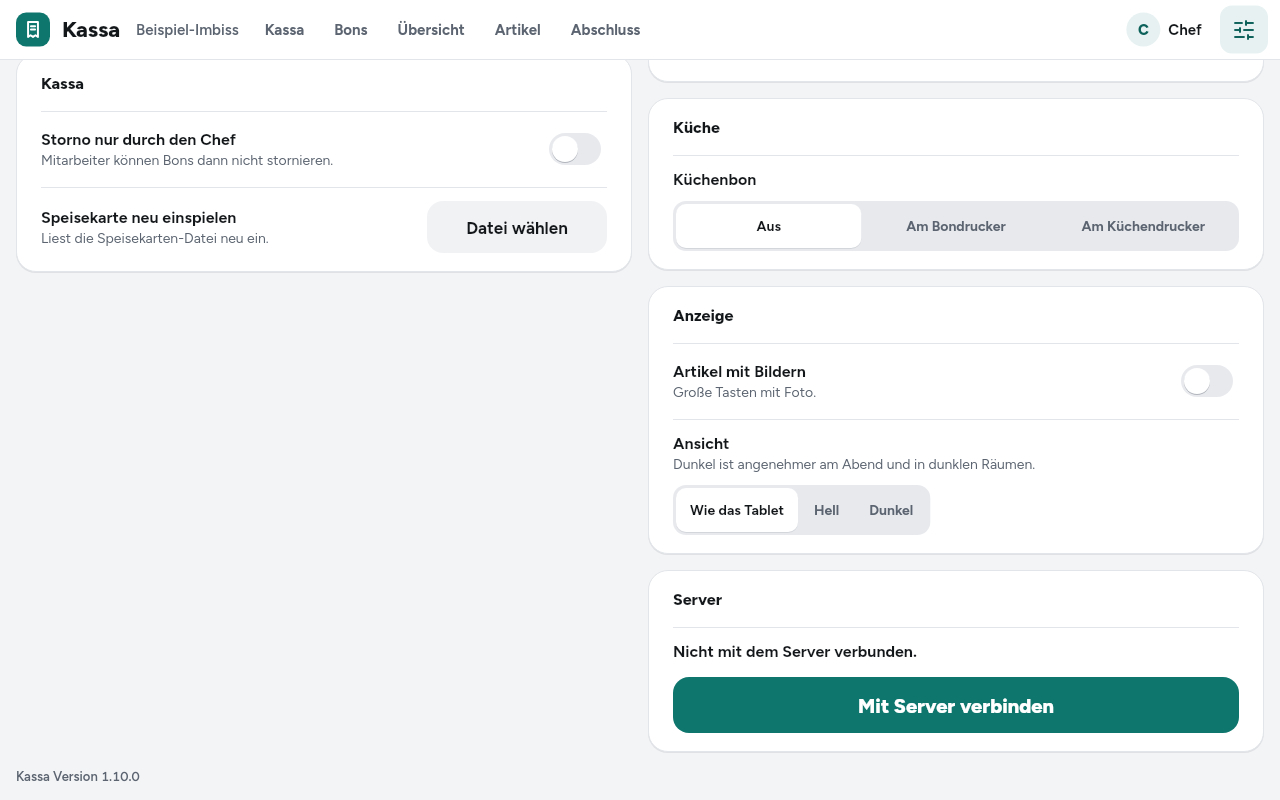 Kassa Beispiel-Imbiss Kassa Bons Übersicht Artikel Abschluss C Chef
Kassa
Storno nur durch den Chef
Mitarbeiter können Bons dann nicht stornieren.
Speisekarte neu einspielen
Liest die Speisekarten-Datei neu ein.
Datei wählen
Küche
Küchenbon
Aus Am Bondrucker Am Küchendrucker
Anzeige
Artikel mit Bildern
Große Tasten mit Foto.
Ansicht
Dunkel ist angenehmer am Abend und in dunklen Räumen.
Wie das Tablet Hell Dunkel
Server
Nicht mit dem Server verbunden.
Mit Server verbinden
Kassa Version 1.10.0